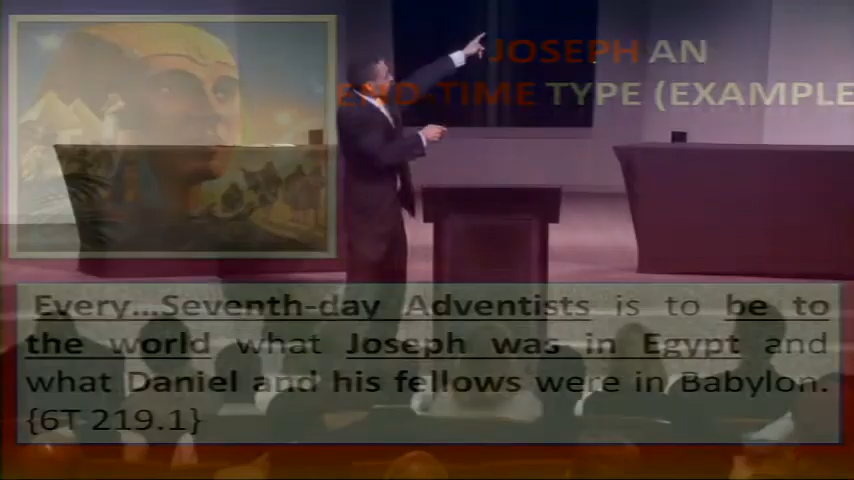 JOSEPH AN
END-TIME TYPE (EXAMPLE
Every...Seventh-day Adventists is to be to
the world what Joseph was in Egypt and
what Daniel and his fellows were in Babylon.
{6T 219.1}